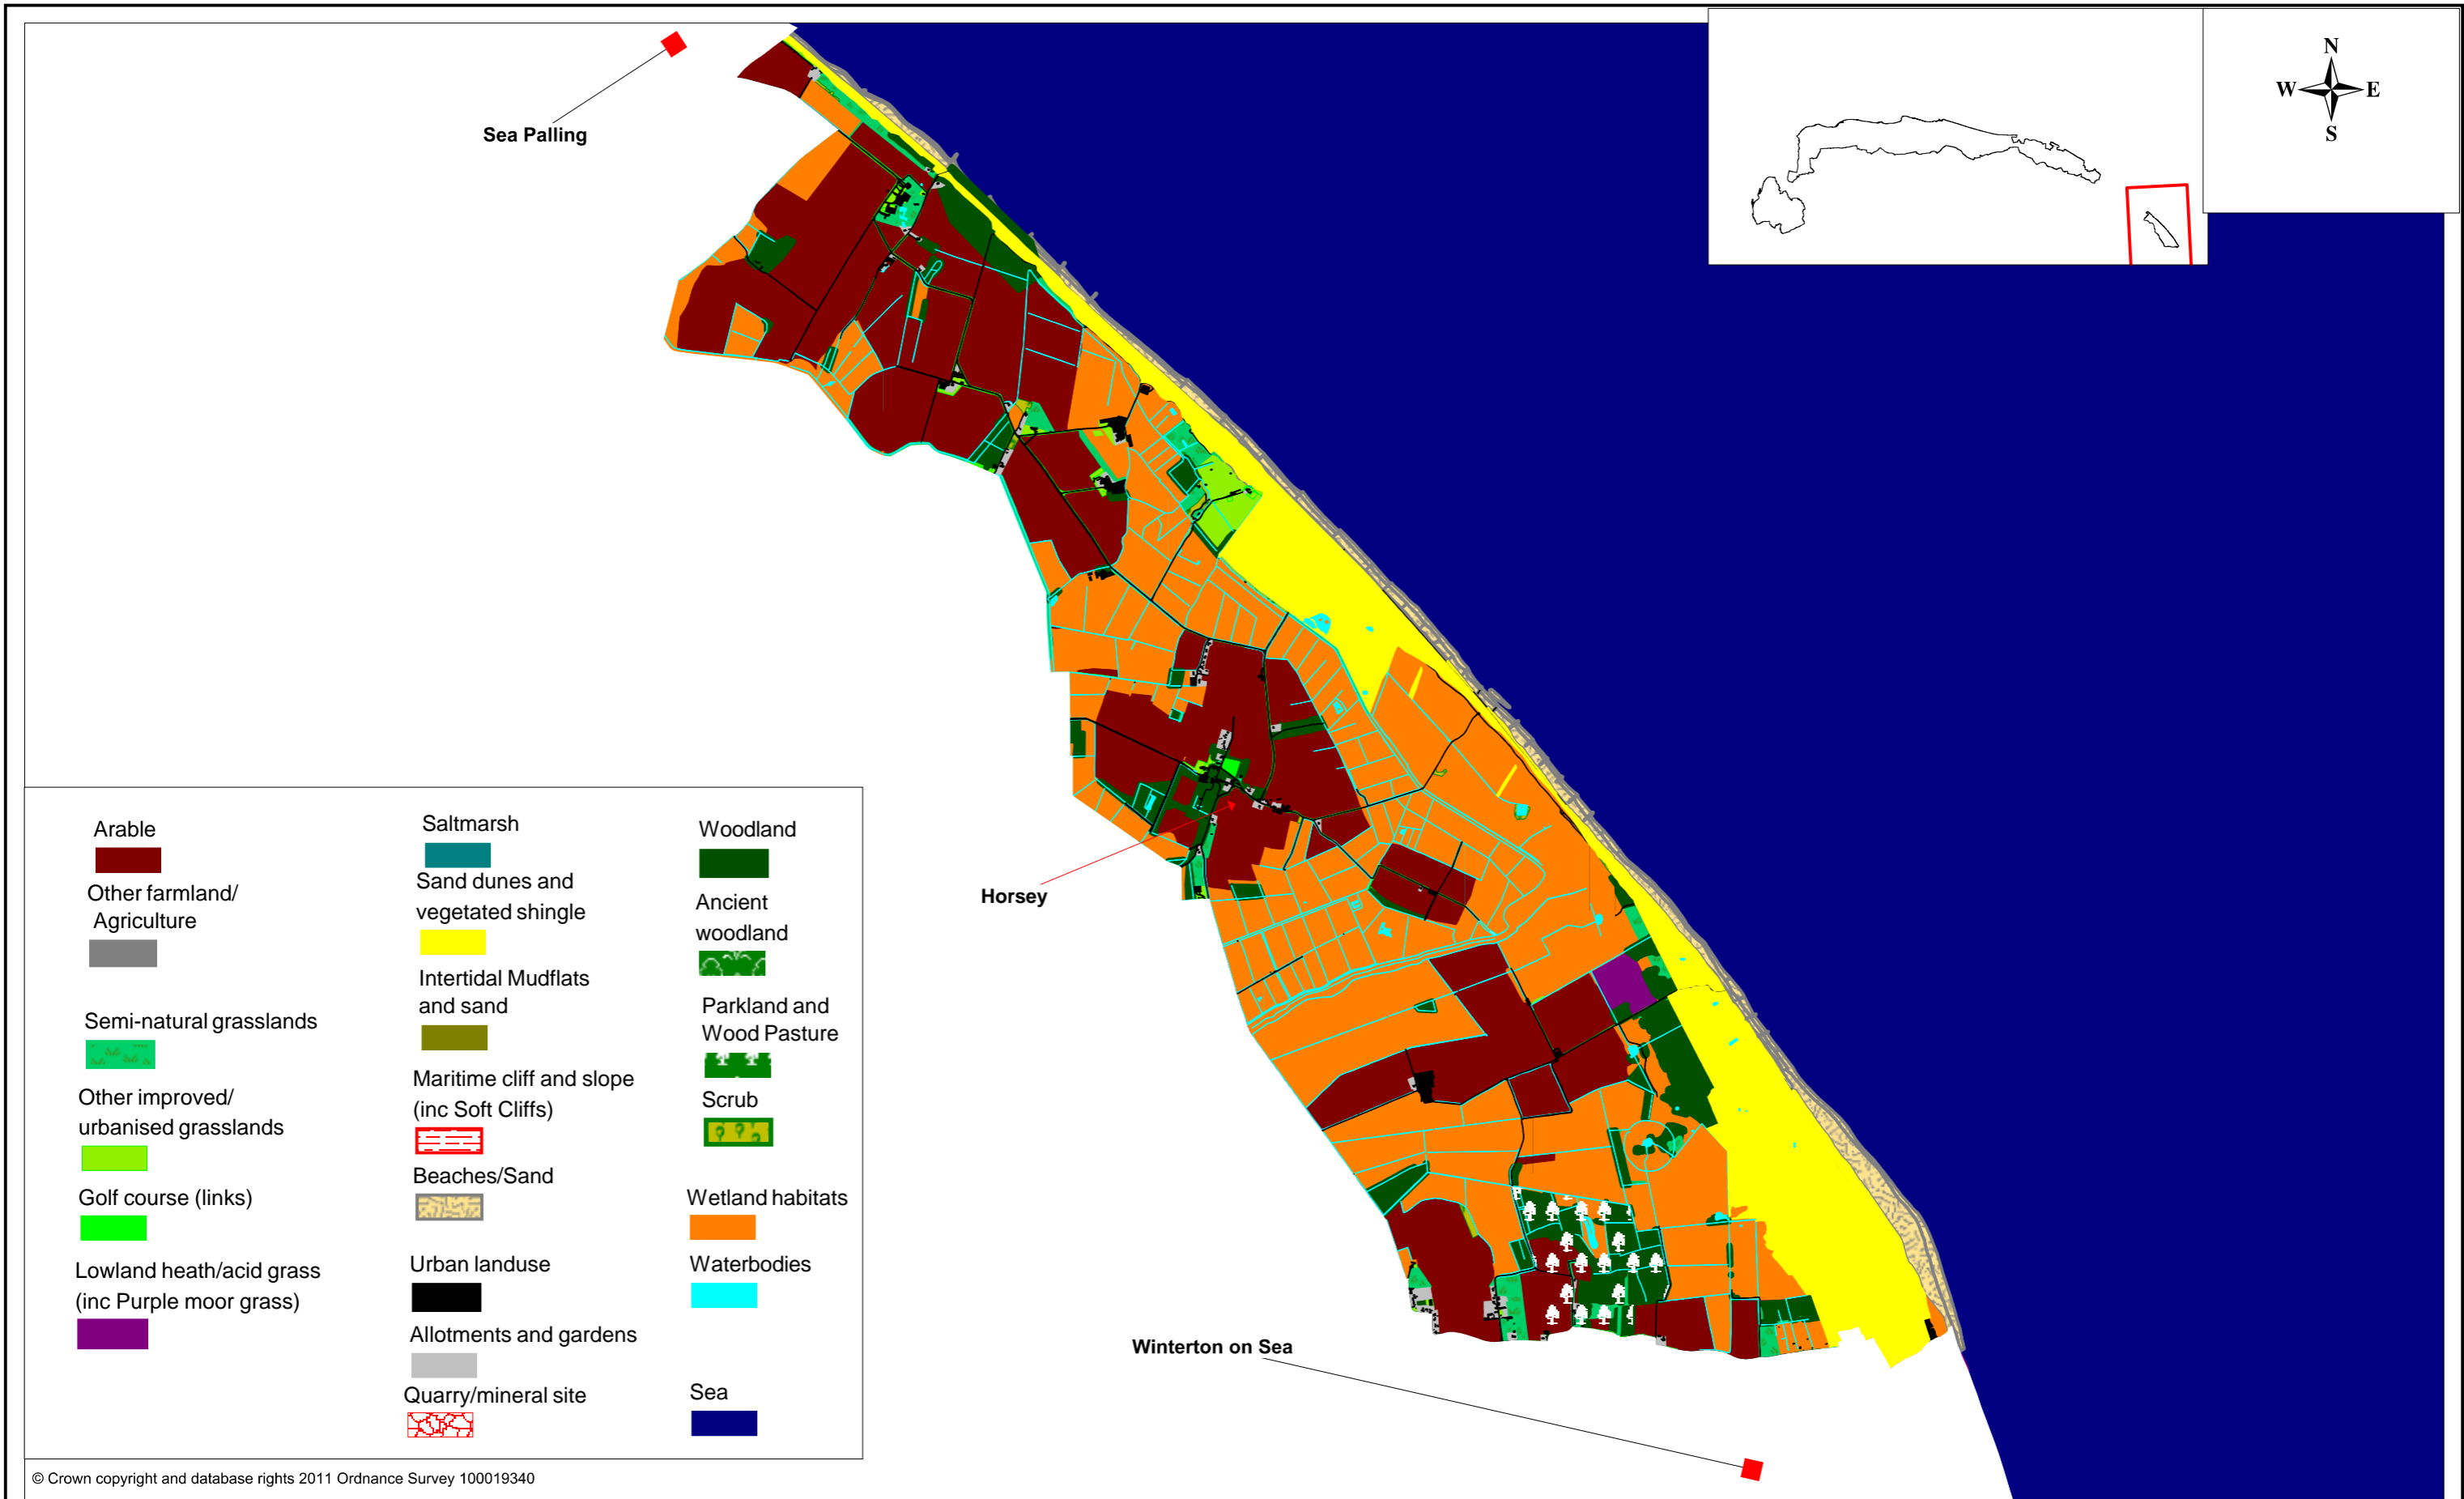 Sea Palling
N
W E
S
Horsey
Winterton on Sea
Arable
Other farmland/
Agriculture
Semi-natural grasslands
Other improved/
urbanised grasslands
Golf course (links)
Lowland heath/acid grass
(inc Purple moor grass)
Saltmarsh
Sand dunes and
vegetated shingle
Intertidal Mudflats
and sand
Maritime cliff and slope
(inc Soft Cliffs)
Beaches/Sand
Urban landuse
Allotments and gardens
Quarry/mineral site
Woodland
Ancient
woodland
Parkland and
Wood Pasture
Scrub
Wetland habitats
Waterbodies
Sea
© Crown copyright and database rights 2011 Ordnance Survey 100019340